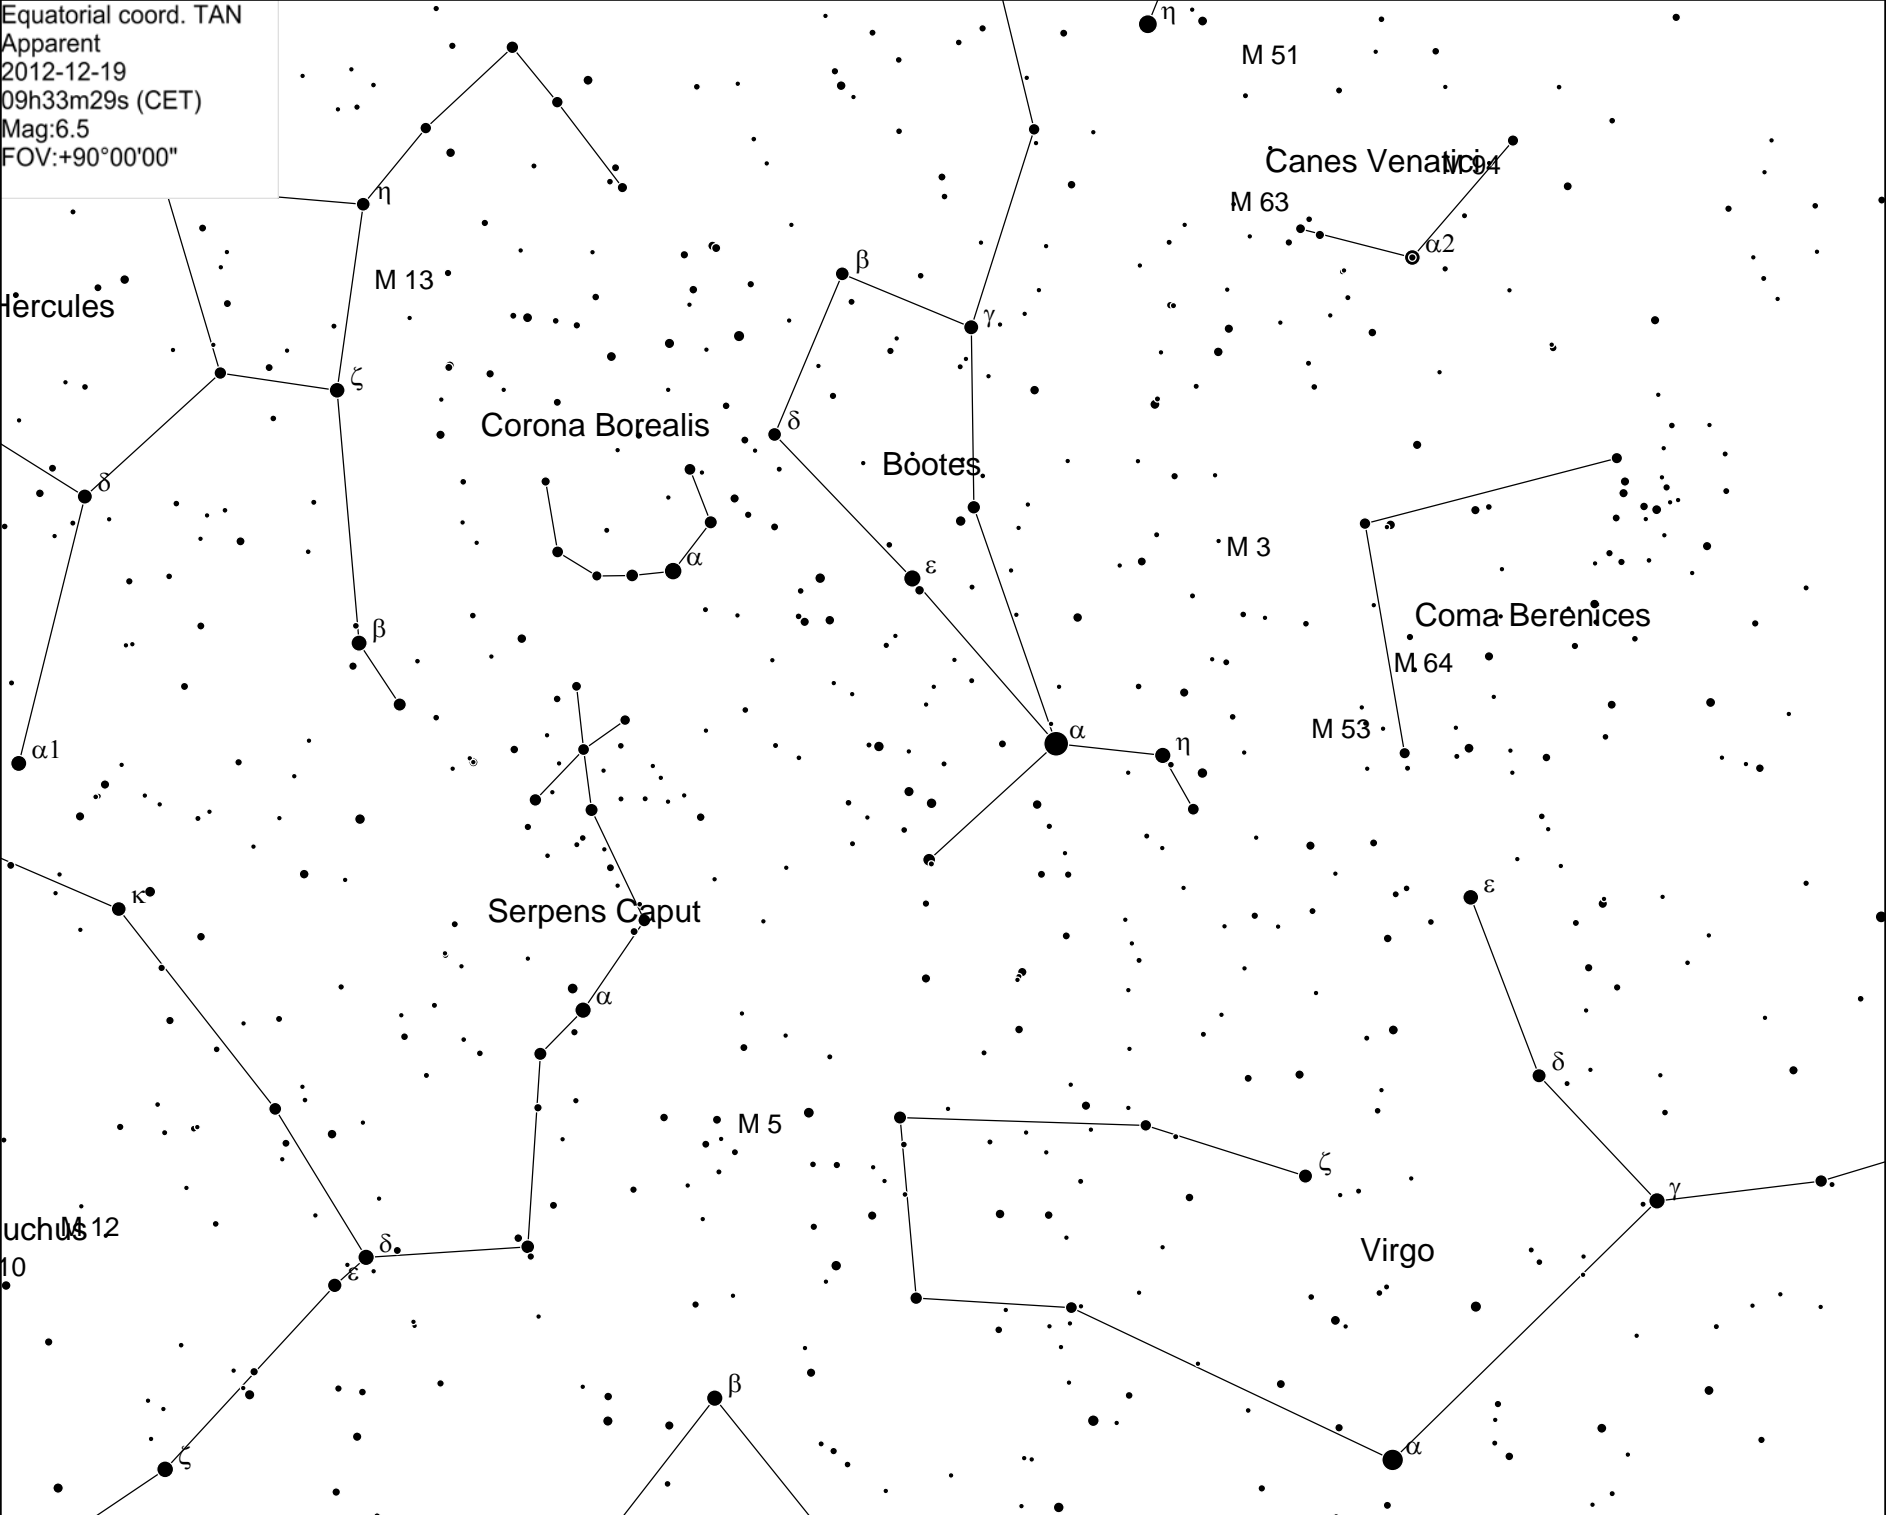 Equatorial coord. TAN
Apparent
2012-12-19
09h33m29s (CET)
Mag:6.5
FOV:+90°00'00"
η
M 51
Canes Venatici
M 94
η
M 63
α2
β
M 13
Hercules
γ
ζ
Corona Borealis
δ
Bootes
δ
M 3
α
ε
Coma Berenices
β
M 64
M 53
α
η
α1
κ
ε
Serpens Caput
α
δ
M 5
ζ
γ
uchus
M 12
δ
Virgo
10
ε
β
α
ζ